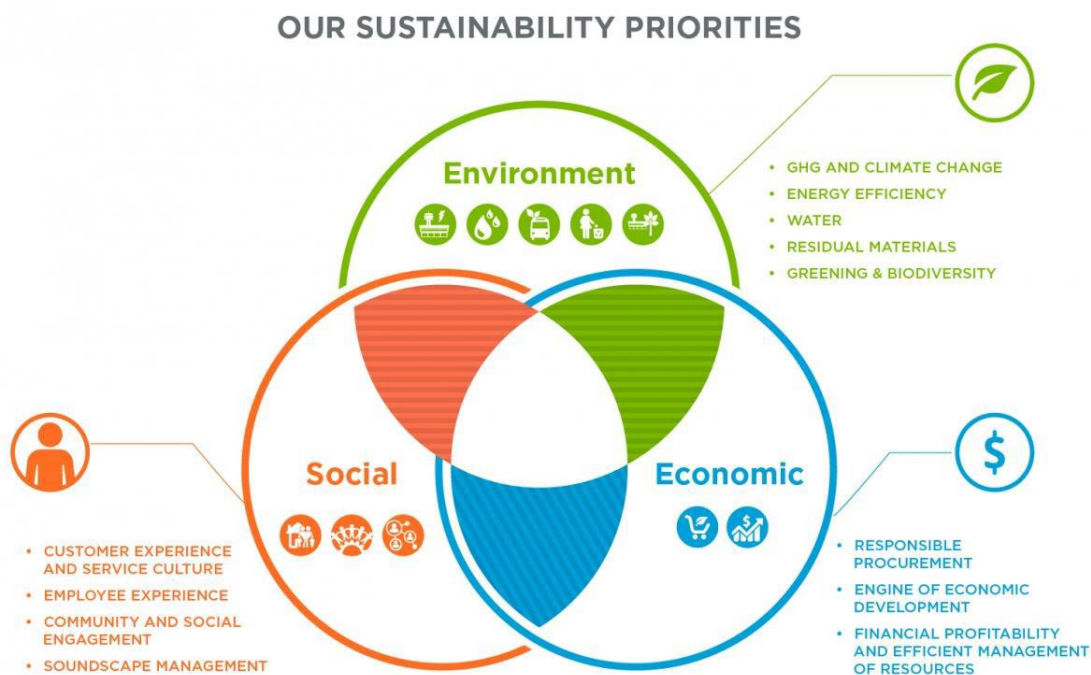 OUR SUSTAINABILITY PRIORITIES
Environment
• GHG AND CLIMATE CHANGE
• ENERGY EFFICIENCY
• WATER
• RESIDUAL MATERIALS
• GREENING & BIODIVERSITY
Social
• CUSTOMER EXPERIENCE
AND SERVICE CULTURE
• EMPLOYEE EXPERIENCE
• COMMUNITY AND SOCIAL
ENGAGEMENT
• SOUNDSCAPE MANAGEMENT
Economic
$
$
• RESPONSIBLE
PROCUREMENT
• ENGINE OF ECONOMIC
DEVELOPMENT
• FINANCIAL PROFITABILITY
AND EFFICIENT MANAGEMENT
OF RESOURCES